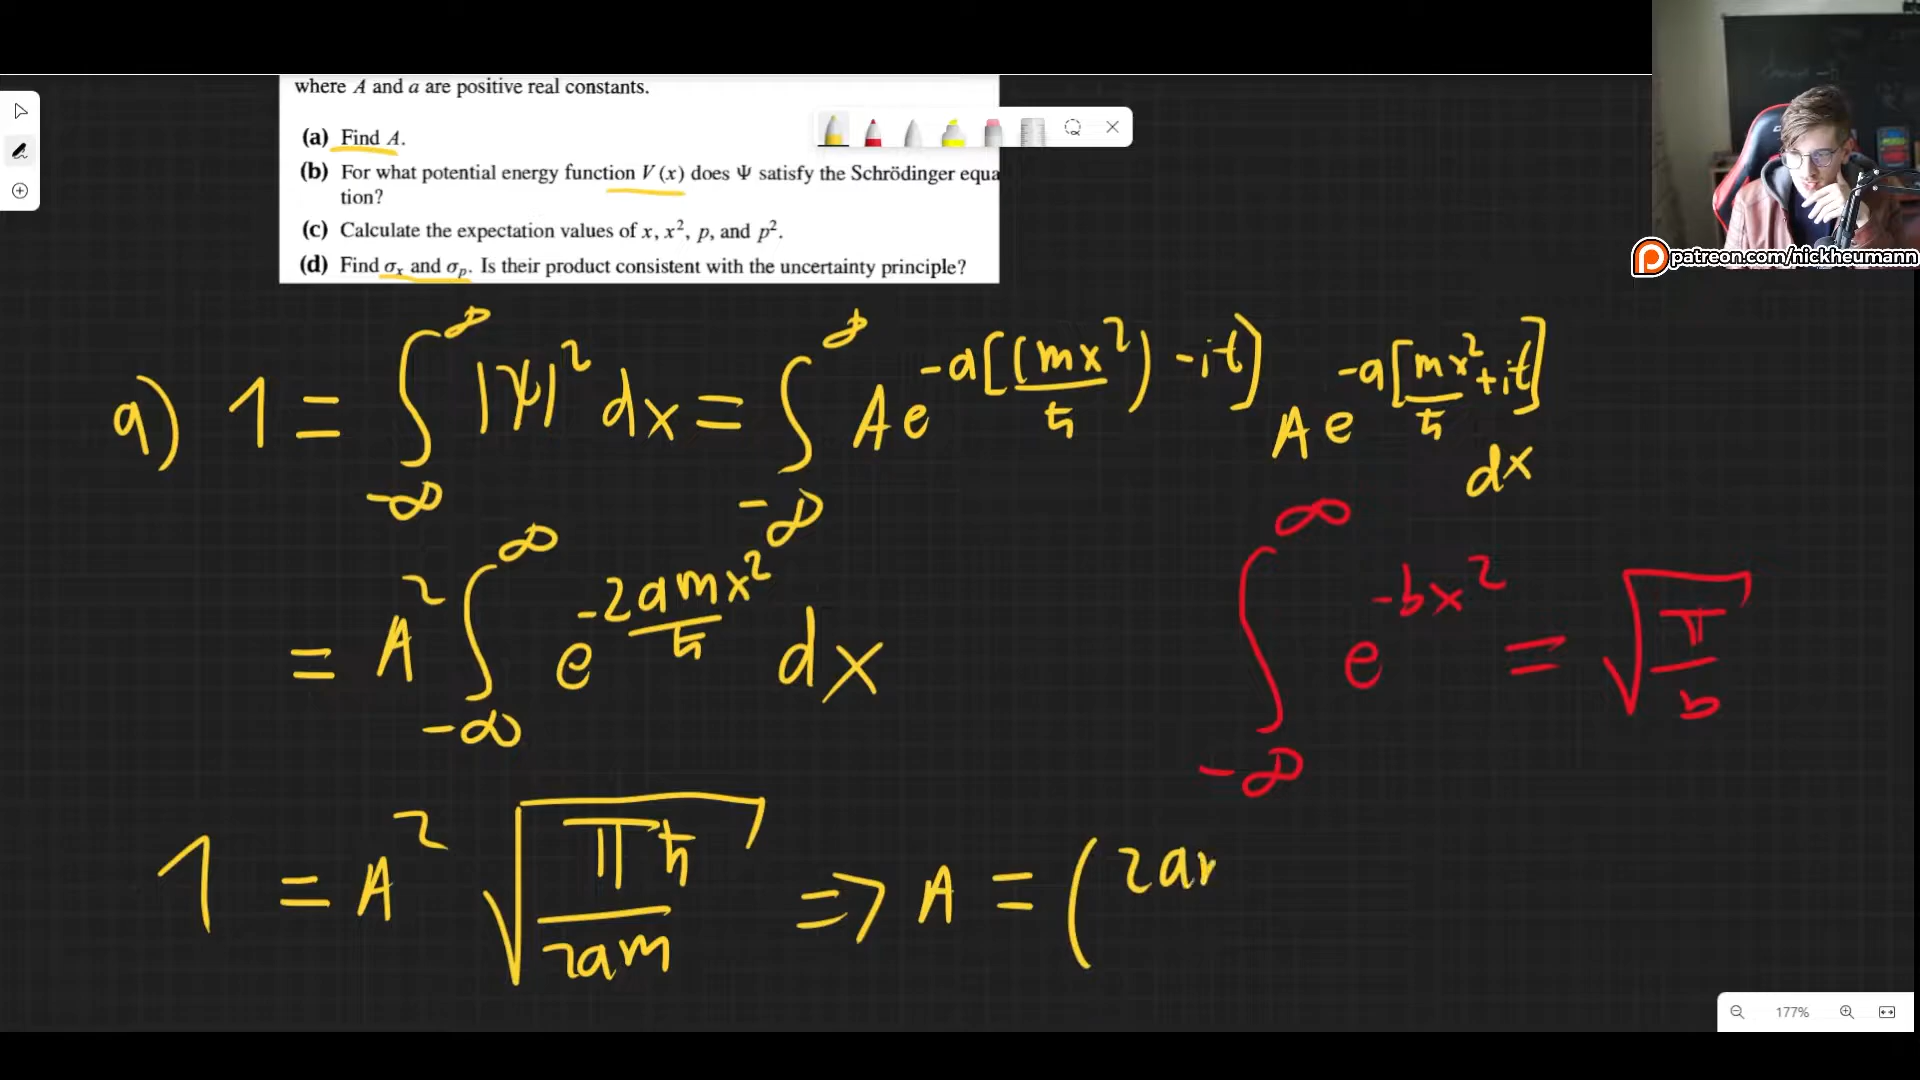 where A and a are positive real constants.
(a) Find A.
(b) For what potential energy function V(x) does Ψ satisfy the Schrödinger equa
tion?
(c) Calculate the expectation values of x, x², p, and p².
(d) Find σₓ and σₚ. Is their product consistent with the uncertainty principle?
patreon.com/nickheumann
a) 1 = ∫_{-∞}^{∞} |ψ|² dx = ∫_{-∞}^{∞} A e^{-a[(mx²)/ħ - it]} A e^{-a[mx²/ħ + it]} dx
= A² ∫_{-∞}^{∞} e^{-2amx²/ħ} dx
∫_{-∞}^{∞} e^{-bx²} = √(π/b)
1 = A² √(πħ/2am) => A = (2a
177%